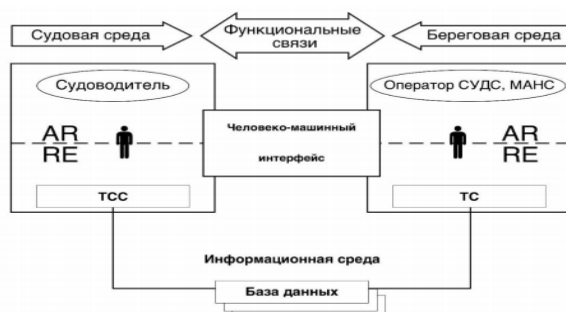 Судовая среда
Функциональные
связи
Береговая среда
Судоводитель
Оператор СУДС, МАНС
Человеко-машинный
интерфейс
AR
RE
AR
RE
ТСС
ТС
Информационная среда
База данных